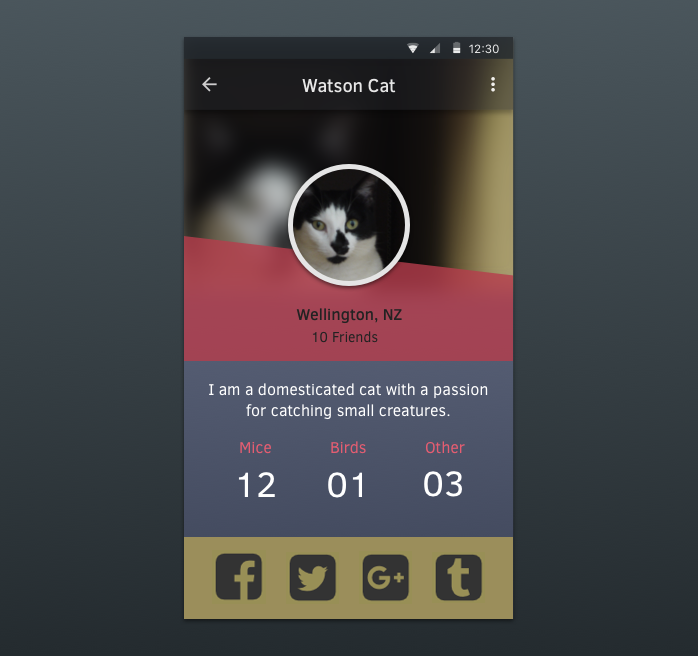 12:30
Watson Cat
Wellington, NZ
10 Friends
I am a domesticated cat with a passion
for catching small creatures.
Mice Birds Other
12 01 03
f G+ t